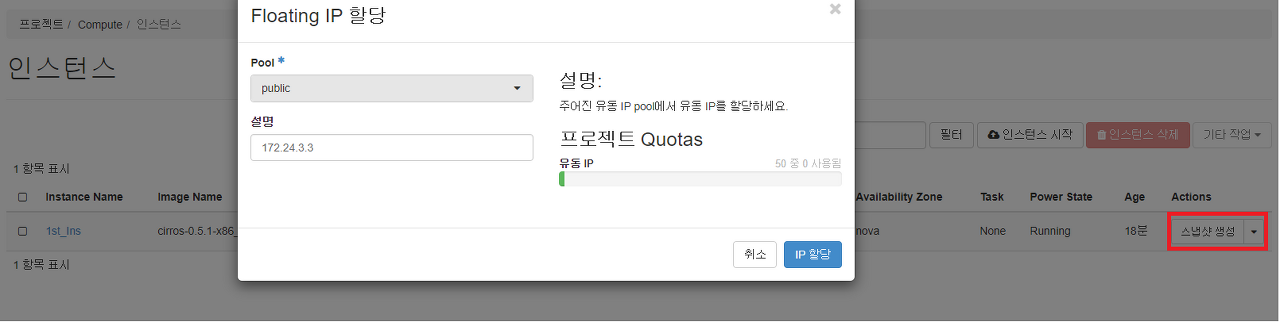 프로젝트 / Compute / 인스턴스
인스턴스
Floating IP 할당
×
Pool *
public
설명
172.24.3.3
설명:
주어진 유동 IP pool에서 유동 IP를 할당하세요.
프로젝트 Quotas
유동 IP 50 중 0 사용됨
취소 IP 할당
필터 인스턴스 시작 인스턴스 삭제 기타 작업
1 항목 표시
Instance Name Image Name Availability Zone Task Power State Age Actions
1st_Ins cirros-0.5.1-x86_ nova None Running 18분 스냅샷 생성
1 항목 표시